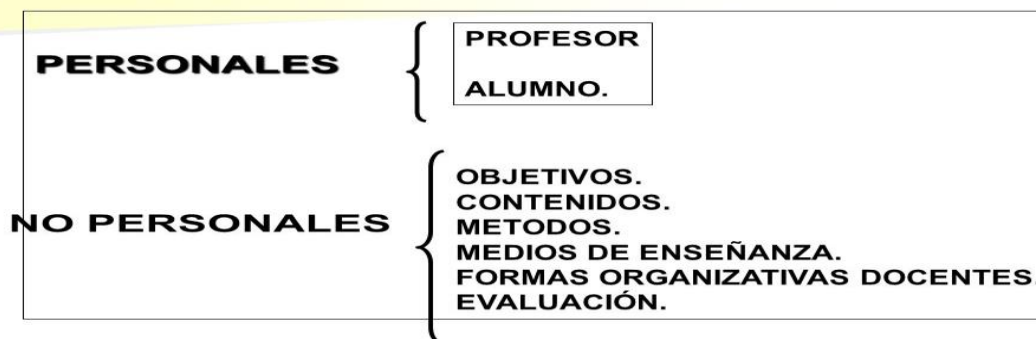 PERSONALES
PROFESOR
ALUMNO.
NO PERSONALES
OBJETIVOS.
CONTENIDOS.
METODOS.
MEDIOS DE ENSEÑANZA.
FORMAS ORGANIZATIVAS DOCENTES.
EVALUACIÓN.